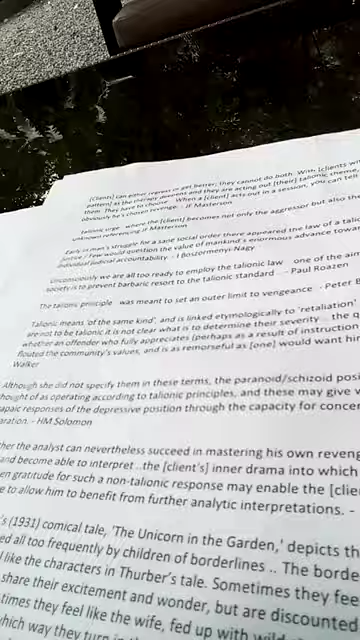 [Clients] can either regress or get better; they cannot do both. With [clients wi
pattern] as the therapy deepens and they are acting out [their] talionic theme,
them. They have to choose .. When a [client] acts out in a session, you can tell
obviously he's chosen revenge. - JF Masterson
Talionic urge .. where the [client] becomes not only the aggressor but also the
unknown referencing JF Masterson
Early in man's struggle for a sane social order there appeared the law of a talio
justice / Few would question the value of mankind's enormous advance towar
individual judicial accountability. - I Boszormenyi-Nagy
Unconsciously we are all too ready to employ the talionic law .. one of the aim
society is to prevent barbaric resort to the talionic standard - Paul Roazen
The talionic principle was meant to set an outer limit to vengeance - Peter B
Talionic means 'of the same kind', and is linked etymologically to 'retaliation'
are not to be talionic it is not clear what is to determine their severity .. the q
whether an offender who fully appreciates (perhaps as a result of instruction
flouted the community's values, and is as remorseful as [one] would want him
Walker
Although she did not specify them in these terms, the paranoid/schizoid posi
hought of as operating according to talionic principles, and these may give w
apaic responses of the depressive position through the capacity for concer
aration. - HM Solomon
ther the analyst can nevertheless succeed in mastering his own reveng
and become able to interpret .. the [client's] inner drama into which
en gratitude for such a non-talionic response may enable the [clie
e to allow him to benefit from further analytic interpretations. -
's (1931) comical tale, 'The Unicorn in the Garden,' depicts th
ed all too frequently by children of borderlines .. The borde
l like the characters in Thurber's tale. Sometimes they fee
share their excitement and wonder, but are discounted
times they feel like the wife, fed up with
which way they turn